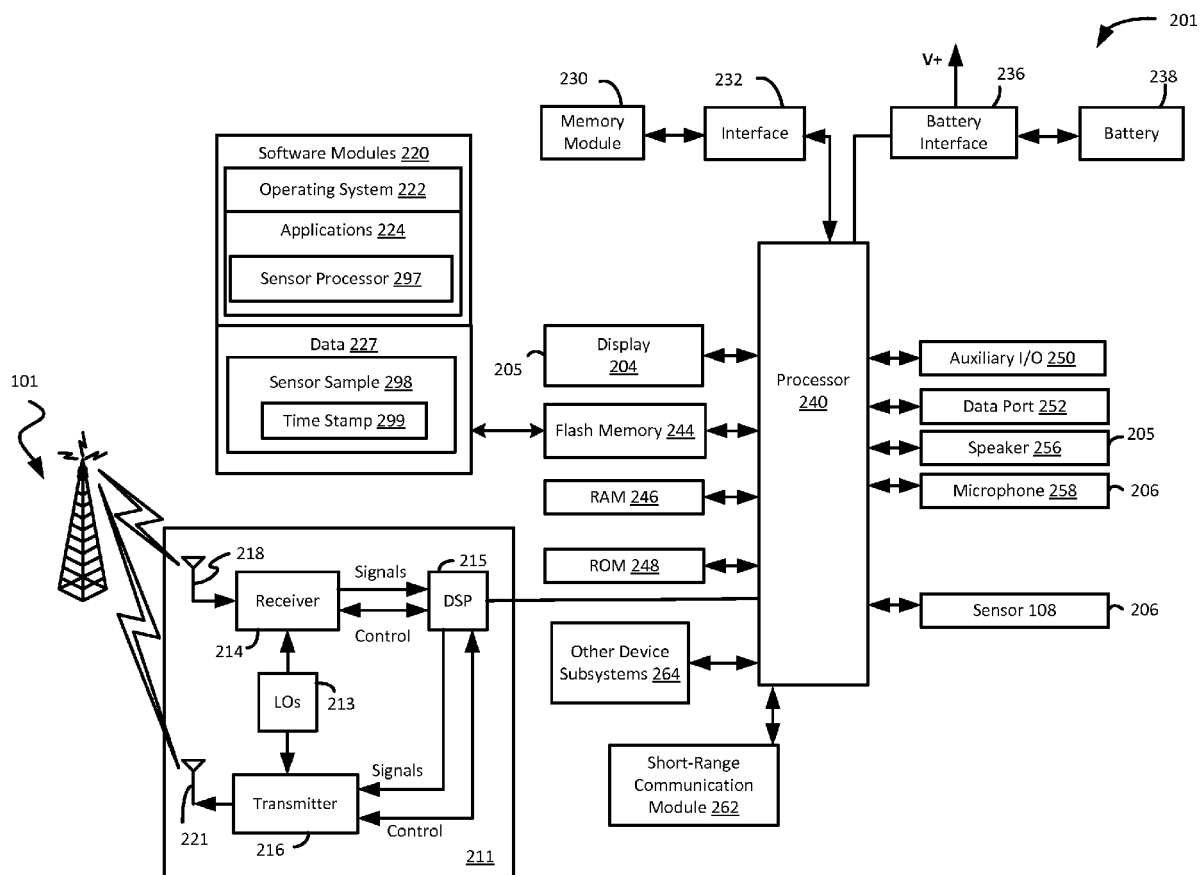 201
V+
230
232
236
238
Memory
Module
Interface
Battery
Interface
Battery
Software Modules 220
Operating System 222
Applications 224
Sensor Processor 297
Data 227
Sensor Sample 298
Time Stamp 299
205
Display
204
Flash Memory 244
RAM 246
ROM 248
Other Device
Subsystems 264
Processor
240
Auxiliary I/O 250
Data Port 252
Speaker 256
205
Microphone 258
206
Sensor 108
206
Short-Range
Communication
Module 262
101
218
Signals
215
Receiver
DSP
Control
214
LOs
213
Signals
Transmitter
Control
221
216
211